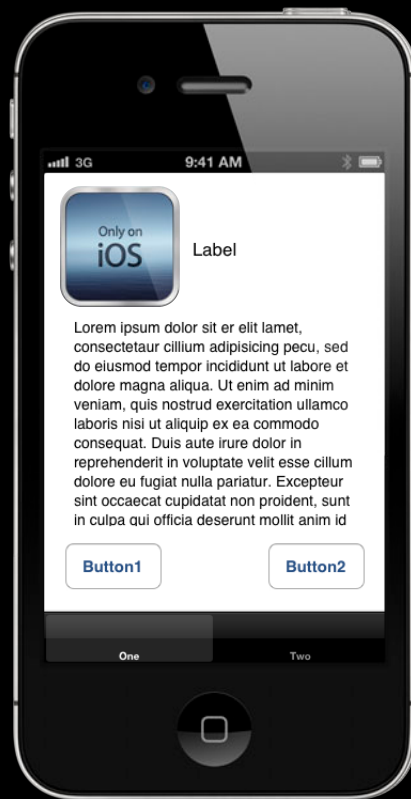 3G
9:41 AM
Only on
iOS
Label
Lorem ipsum dolor sit er elit lamet,
consectetaur cillium adipisicing pecu, sed
do eiusmod tempor incididunt ut labore et
dolore magna aliqua. Ut enim ad minim
veniam, quis nostrud exercitation ullamco
laboris nisi ut aliquip ex ea commodo
consequat. Duis aute irure dolor in
reprehenderit in voluptate velit esse cillum
dolore eu fugiat nulla pariatur. Excepteur
sint occaecat cupidatat non proident, sunt
in culpa qui officia deserunt mollit anim id
Button1
Button2
One
Two